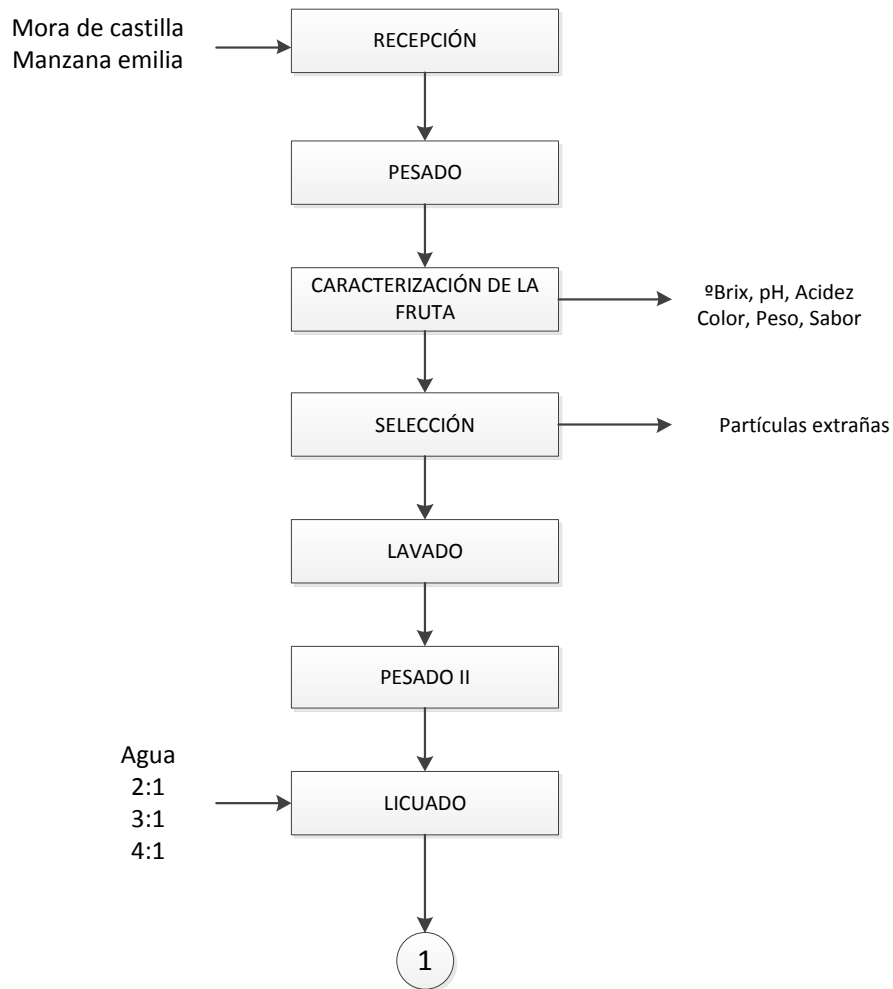 Mora de castilla
Manzana emilia
RECEPCIÓN
PESADO
CARACTERIZACIÓN DE LA
FRUTA
ºBrix, pH, Acidez
Color, Peso, Sabor
SELECCIÓN
Partículas extrañas
LAVADO
PESADO II
Agua
2:1
3:1
4:1
LICUADO
1